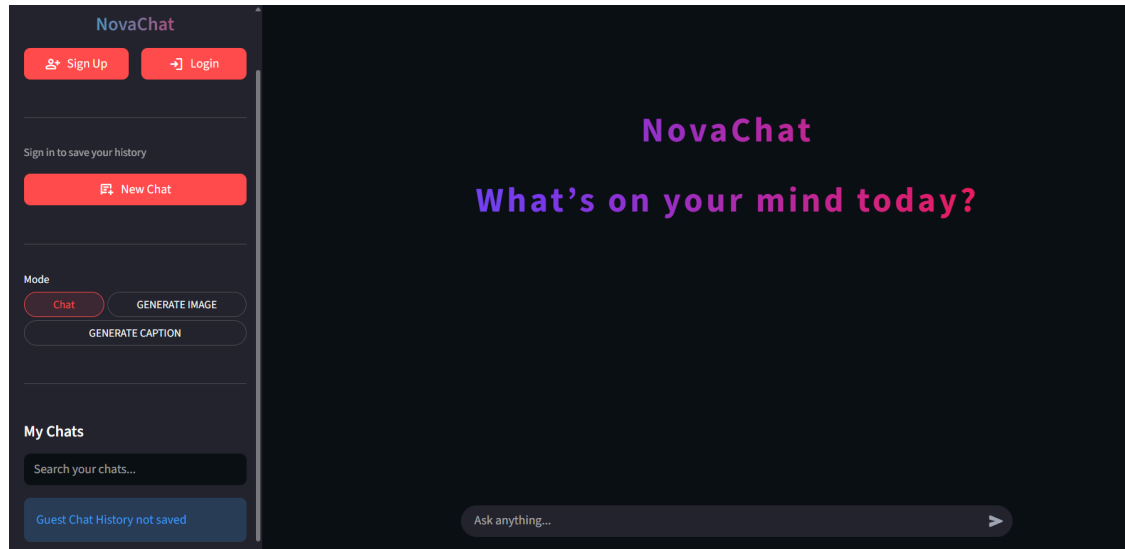 NovaChat
Sign Up
Login
Sign in to save your history
New Chat
Mode
Chat
GENERATE IMAGE
GENERATE CAPTION
My Chats
Search your chats...
Guest Chat History not saved
NovaChat
What's on your mind today?
Ask anything...